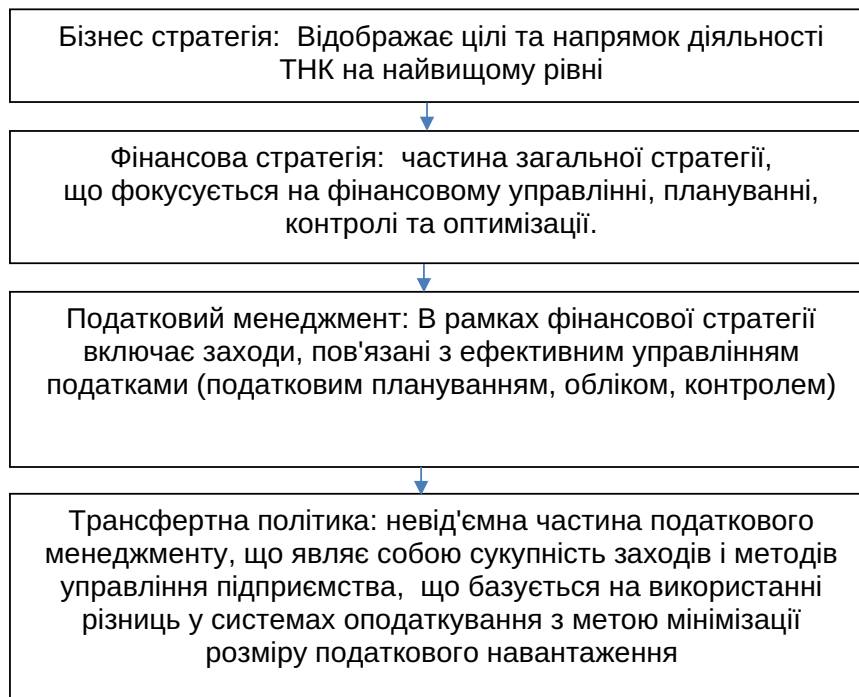 Бізнес стратегія:  Відображає цілі та напрямок діяльності
ТНК на найвищому рівні
Фінансова стратегія:  частина загальної стратегії,
що фокусується на фінансовому управлінні, плануванні,
контролі та оптимізації.
Податковий менеджмент: В рамках фінансової стратегії
включає заходи, пов'язані з ефективним управлінням
податками (податковим плануванням, обліком, контролем)
Трансфертна політика: невід'ємна частина податкового
менеджменту, що являє собою сукупність заходів і методів
управління підприємства,  що базується на використанні
різниць у системах оподаткування з метою мінімізації
розміру податкового навантаження